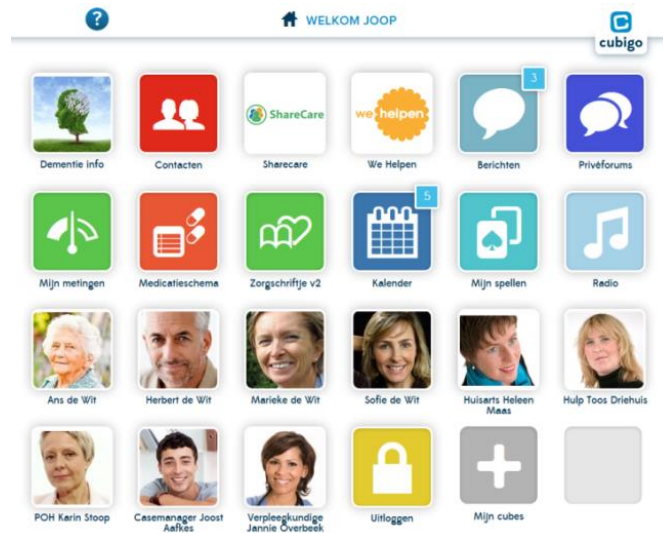 ?
WELKOM JOOP
cubigo
ShareCare
we helpen
3
Dementie info
Contacten
Sharecare
We Helpen
Berichten
Privéforums
5
Mijn metingen
Medicatieschema
Zorgschriftje v2
Kalender
Mijn spellen
Radio
Ans de Wit
Herbert de Wit
Marieke de Wit
Sofie de Wit
Huisarts Heleen
Maas
Hulp Toos Driehuis
POH Karin Stoop
Casemanager Joost
Aafkes
Verpleegkundige
Jannie Overbeek
Uitloggen
Mijn cubes